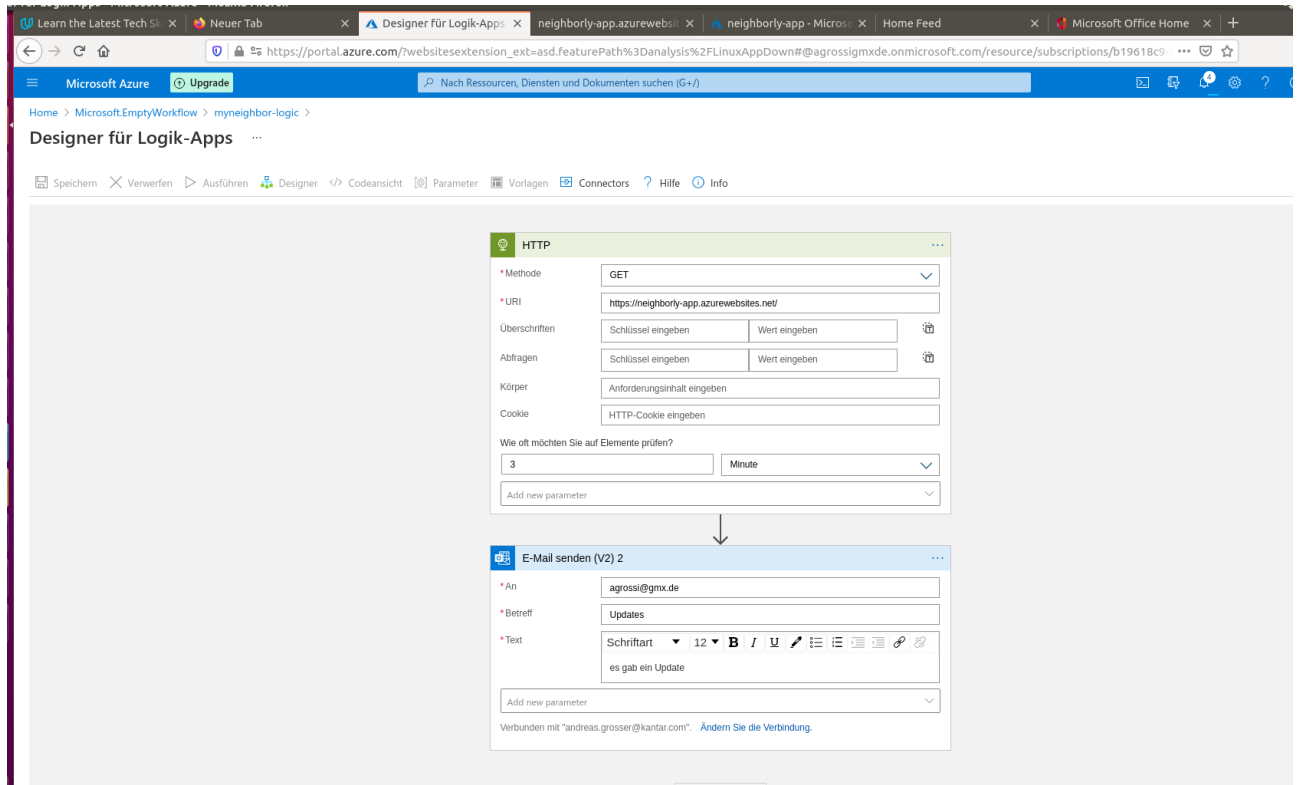 Learn the Latest Tech Sk
Neuer Tab
Designer für Logik-Apps
neighborly-app.azurewebsit
neighborly-app - Microso
Home Feed
Microsoft Office Home
https://portal.azure.com/?websitesextension_ext=asd.featurePath%3Danalysis%2FLinuxAppDown#@agrossigmxde.onmicrosoft.com/resource/subscriptions/b19618c9-
Microsoft Azure
Upgrade
Nach Ressourcen, Diensten und Dokumenten suchen (G+/)
4
Home > Microsoft.EmptyWorkflow > myneighbor-logic >
Designer für Logik-Apps ...
Speichern Verwerfen Ausführen Designer </> Codeansicht [@] Parameter Vorlagen Connectors ? Hilfe Info
HTTP
* Methode GET
* URI https://neighborly-app.azurewebsites.net/
Überschriften Schlüssel eingeben Wert eingeben
Abfragen Schlüssel eingeben Wert eingeben
Körper Anforderungsinhalt eingeben
Cookie HTTP-Cookie eingeben
Wie oft möchten Sie auf Elemente prüfen?
3 Minute
Add new parameter
E-Mail senden (V2) 2
* An agrossi@gmx.de
* Betreff Updates
* Text Schriftart 12 B I U
es gab ein Update
Add new parameter
Verbunden mit "andreas.grosser@kantar.com". Ändern Sie die Verbindung.